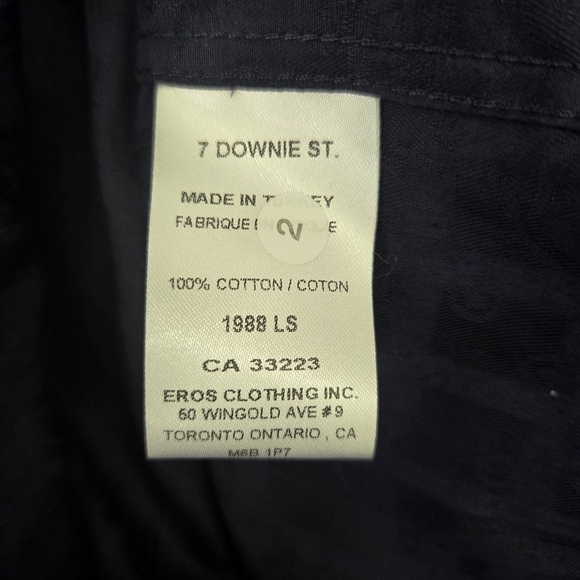 7 DOWNIE ST.
MADE IN TURKEY
FABRIQUE
2
100% COTTON / COTON
1988 LS
CA 33223
EROS CLOTHING INC.
60 WINGOLD AVE #9
TORONTO ONTARIO, CA
M6B 1P7